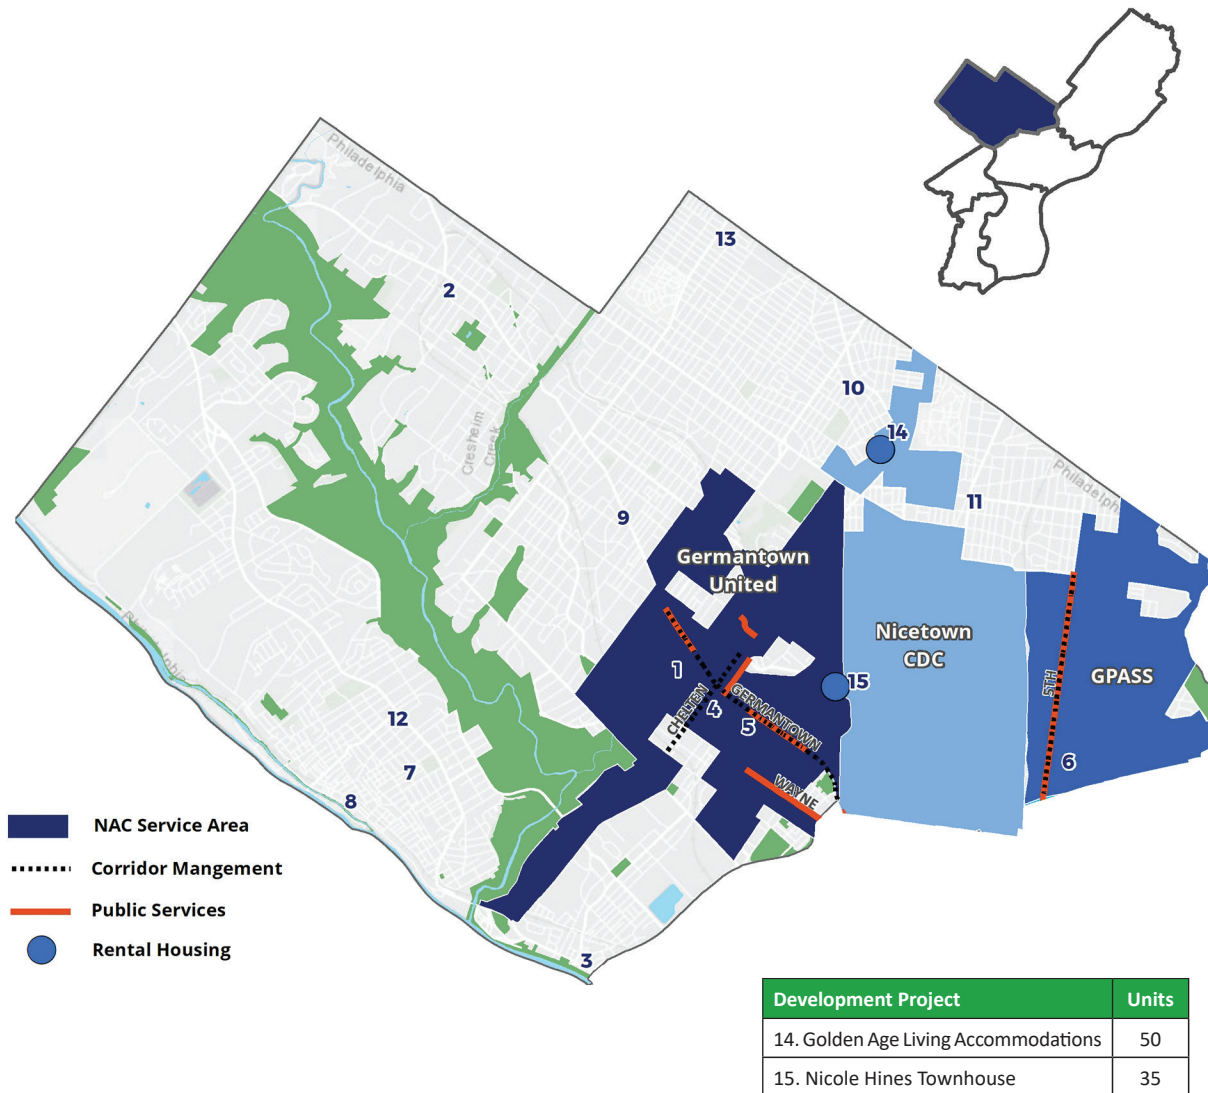 Philadelphia
13
2
10
14
Cresheim
Creek
Philadelph
11
9
Germantown
United
Nicetown
CDC
GPASS
1
15
5TH
CHELTEN
GERMANTOWN
4
5
12
6
7
WAYNE
8
3
NAC Service Area
Corridor Mangement
Public Services
Rental Housing
Development Project Units
14. Golden Age Living Accommodations 50
15. Nicole Hines Townhouse 35